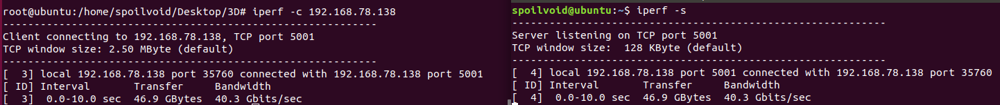 root@ubuntu:/home/spoilvoid/Desktop/3D# iperf -c 192.168.78.138
------------------------------------------------------------
Client connecting to 192.168.78.138, TCP port 5001
TCP window size: 2.50 MByte (default)
------------------------------------------------------------
[  3] local 192.168.78.138 port 35760 connected with 192.168.78.138 port 5001
[ ID] Interval       Transfer     Bandwidth
[  3]  0.0-10.0 sec  46.9 GBytes  40.3 Gbits/sec
spoilvoid@ubuntu:~$ iperf -s
------------------------------------------------------------
Server listening on TCP port 5001
TCP window size:  128 KByte (default)
------------------------------------------------------------
[  4] local 192.168.78.138 port 5001 connected with 192.168.78.138 port 35760
[ ID] Interval       Transfer     Bandwidth
[  4]  0.0-10.0 sec  46.9 GBytes  40.3 Gbits/sec